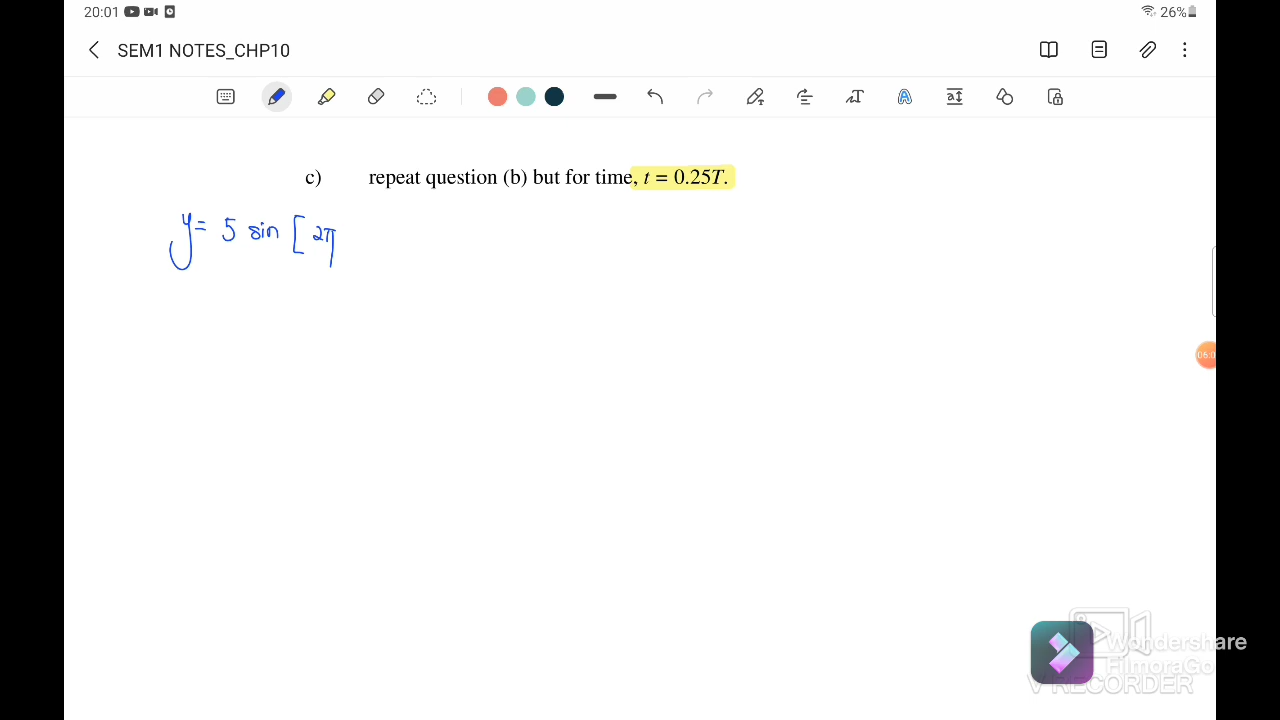 20:01 26%
SEM1 NOTES_CHP10
c) repeat question (b) but for time, t = 0.25T.
y = 5 sin [ 2π
Wondershare
FilmoraGo
V RECORDER